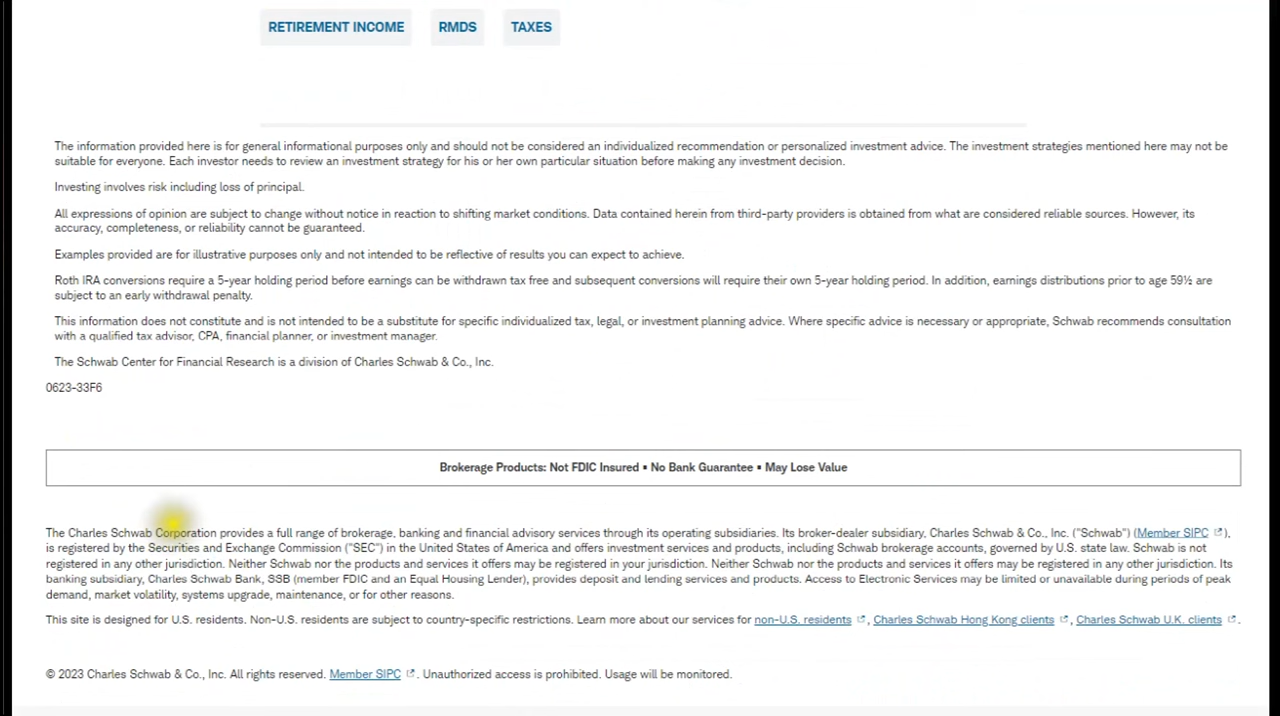 RETIREMENT INCOME RMDS TAXES
The information provided here is for general informational purposes only and should not be considered an individualized recommendation or personalized investment advice. The investment strategies mentioned here may not be
suitable for everyone. Each investor needs to review an investment strategy for his or her own particular situation before making any investment decision.
Investing involves risk including loss of principal.
All expressions of opinion are subject to change without notice in reaction to shifting market conditions. Data contained herein from third-party providers is obtained from what are considered reliable sources. However, its
accuracy, completeness, or reliability cannot be guaranteed.
Examples provided are for illustrative purposes only and not intended to be reflective of results you can expect to achieve.
Roth IRA conversions require a 5-year holding period before earnings can be withdrawn tax free and subsequent conversions will require their own 5-year holding period. In addition, earnings distributions prior to age 59½ are
subject to an early withdrawal penalty.
This information does not constitute and is not intended to be a substitute for specific individualized tax, legal, or investment planning advice. Where specific advice is necessary or appropriate, Schwab recommends consultation
with a qualified tax advisor, CPA, financial planner, or investment manager.
The Schwab Center for Financial Research is a division of Charles Schwab & Co., Inc.
0623-33F6
Brokerage Products: Not FDIC Insured • No Bank Guarantee • May Lose Value
The Charles Schwab Corporation provides a full range of brokerage, banking and financial advisory services through its operating subsidiaries. Its broker-dealer subsidiary, Charles Schwab & Co., Inc. ("Schwab") (Member SIPC),
is registered by the Securities and Exchange Commission ("SEC") in the United States of America and offers investment services and products, including Schwab brokerage accounts, governed by U.S. state law. Schwab is not
registered in any other jurisdiction. Neither Schwab nor the products and services it offers may be registered in your jurisdiction. Neither Schwab nor the products and services it offers may be registered in any other jurisdiction. Its
banking subsidiary, Charles Schwab Bank, SSB (member FDIC and an Equal Housing Lender), provides deposit and lending services and products. Access to Electronic Services may be limited or unavailable during periods of peak
demand, market volatility, systems upgrade, maintenance, or for other reasons.
This site is designed for U.S. residents. Non-U.S. residents are subject to country-specific restrictions. Learn more about our services for non-U.S. residents, Charles Schwab Hong Kong clients, Charles Schwab U.K. clients.
© 2023 Charles Schwab & Co., Inc. All rights reserved. Member SIPC. Unauthorized access is prohibited. Usage will be monitored.